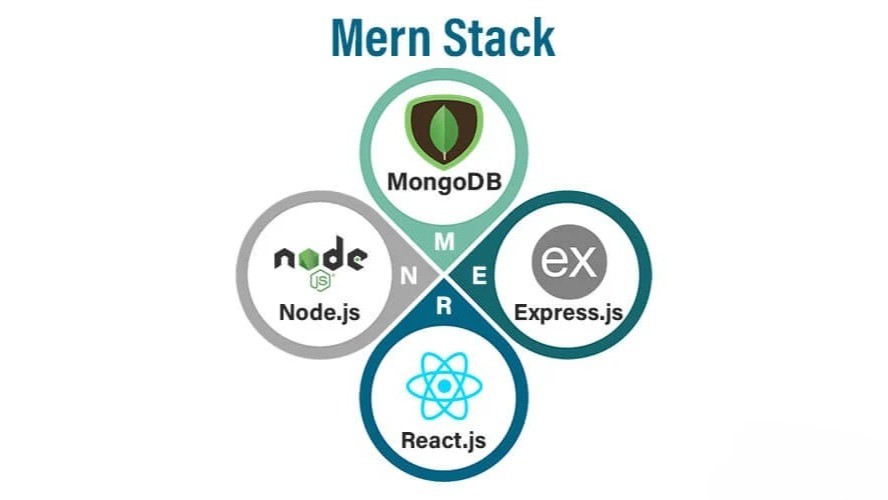 Mern Stack
MongoDB
M
node
JS
Node.js
N
E
ex
Express.js
R
React.js